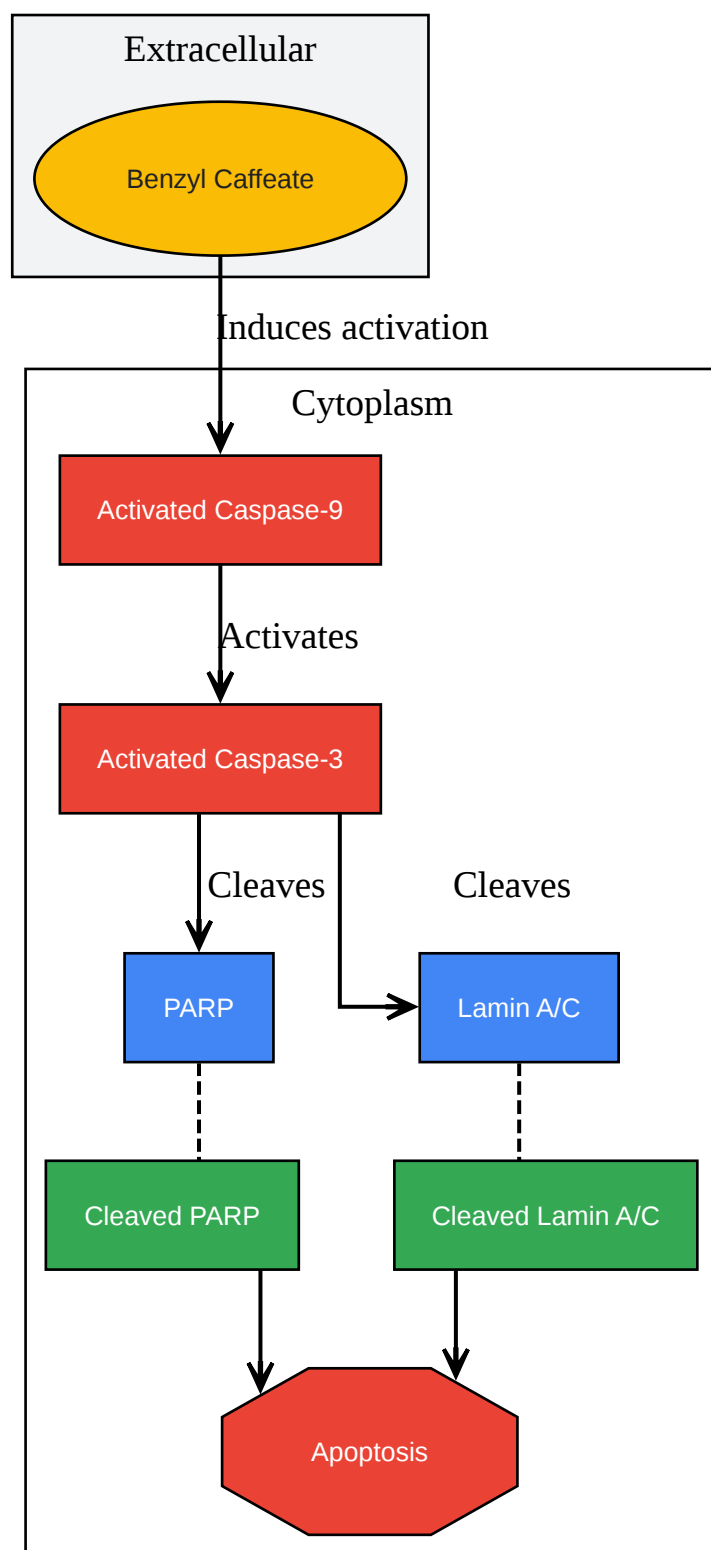 Extracellular
Benzyl Caffeate
Induces activation
Cytoplasm
Activated Caspase-9
Activates
Activated Caspase-3
Cleaves
Cleaves
PARP
Lamin A/C
Cleaved PARP
Cleaved Lamin A/C
Apoptosis